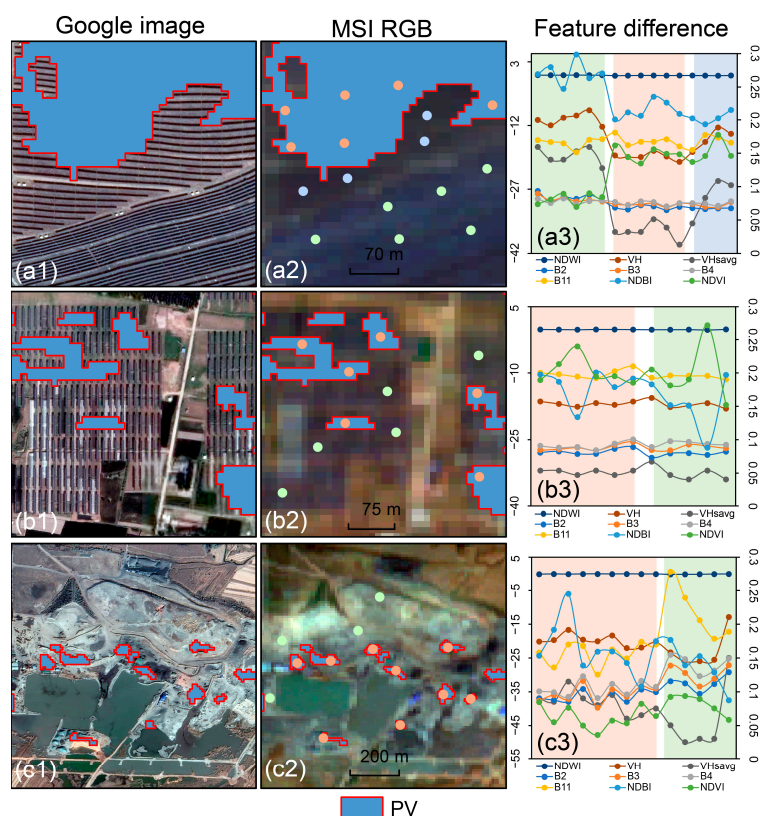 Google image
MSI RGB
Feature difference
(a1)
(a2)
70 m
(a3)
3
−12
−27
−42
0.3
0.25
0.2
0.15
0.1
0.05
0
NDWI
VH
VHsavg
B2
B3
B4
B11
NDBI
NDVI
(b1)
(b2)
75 m
(b3)
5
−10
−25
−40
0.3
0.25
0.2
0.15
0.1
0.05
0
NDWI
VH
VHsavg
B2
B3
B4
B11
NDBI
NDVI
(c1)
(c2)
200 m
(c3)
5
−5
−15
−25
−35
−45
−55
0.3
0.25
0.2
0.15
0.1
0.05
0
NDWI
VH
VHsavg
B2
B3
B4
B11
NDBI
NDVI
PV